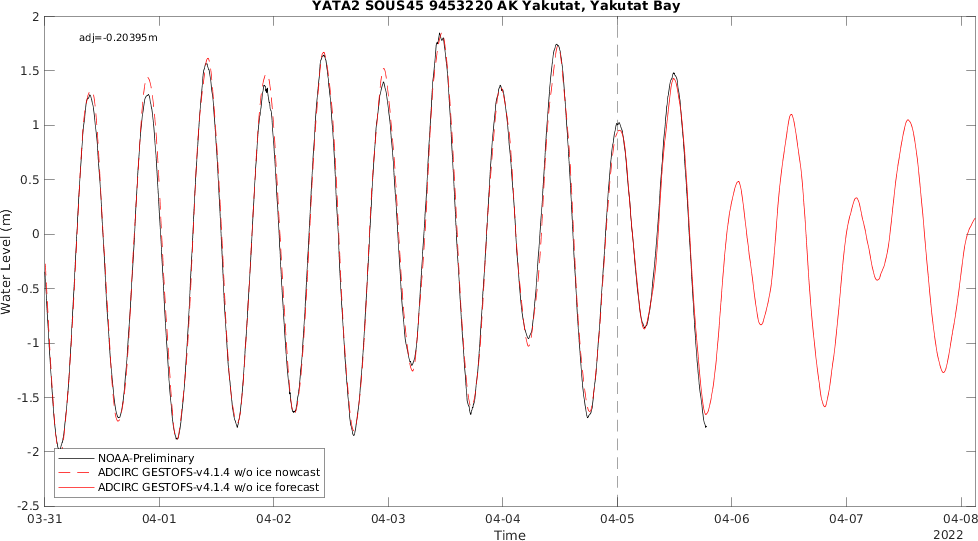 YATA2 SOUS45 9453220 AK Yakutat, Yakutat Bay
adj=-0.20395m
2
1.5
1
0.5
0
-0.5
-1
-1.5
-2
-2.5
Water Level (m)
NOAA-Preliminary
ADCIRC GESTOFS-v4.1.4 w/o ice nowcast
ADCIRC GESTOFS-v4.1.4 w/o ice forecast
03-31 04-01 04-02 04-03 04-04 04-05 04-06 04-07 04-08
Time
2022